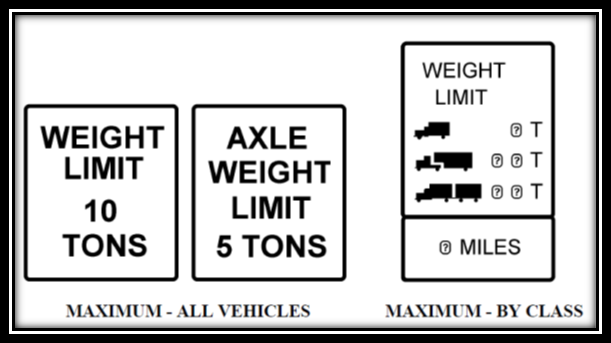 WEIGHT
LIMIT
10
TONS
AXLE
WEIGHT
LIMIT
5 TONS
WEIGHT
LIMIT
⍰ T
⍰ ⍰ T
⍰ ⍰ T
⍰ MILES
MAXIMUM - ALL VEHICLES
MAXIMUM - BY CLASS